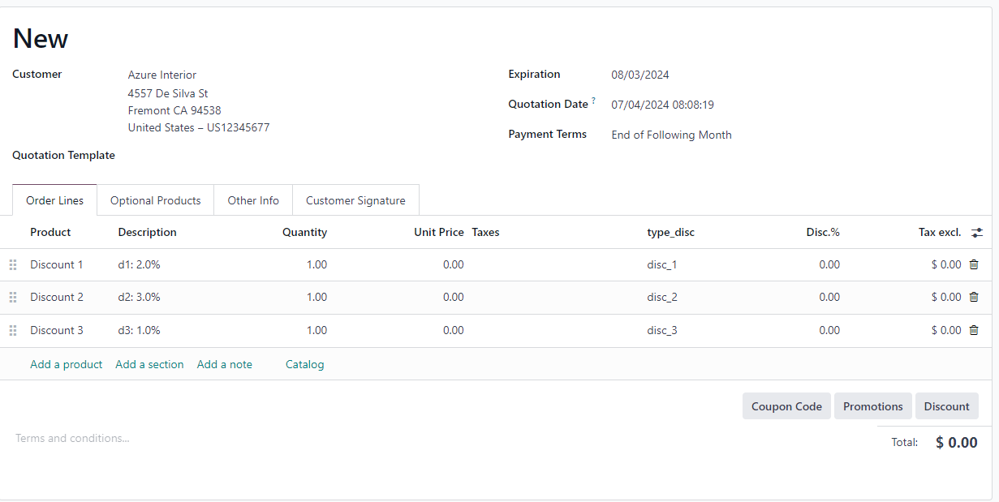 New
Customer Azure Interior
4557 De Silva St
Fremont CA 94538
United States – US12345677
Quotation Template
Expiration 08/03/2024
Quotation Date ? 07/04/2024 08:08:19
Payment Terms End of Following Month
Order Lines Optional Products Other Info Customer Signature
Product Description Quantity Unit Price Taxes type_disc Disc.% Tax excl.
Discount 1 d1: 2.0% 1.00 0.00 disc_1 0.00 $ 0.00
Discount 2 d2: 3.0% 1.00 0.00 disc_2 0.00 $ 0.00
Discount 3 d3: 1.0% 1.00 0.00 disc_3 0.00 $ 0.00
Add a product Add a section Add a note Catalog
Coupon Code Promotions Discount
Terms and conditions...
Total: $ 0.00